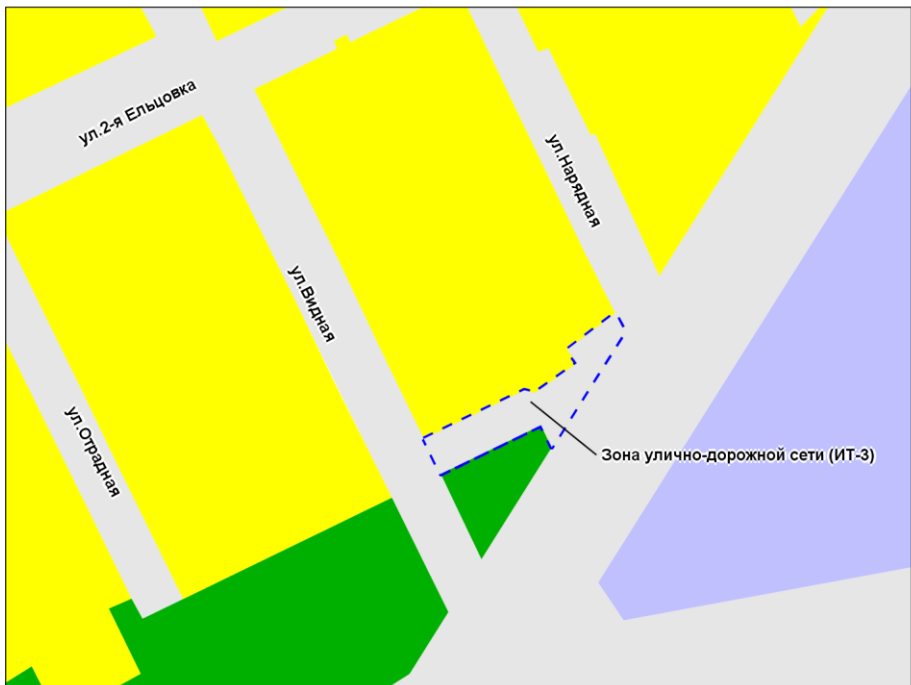 ул.2-я Ельцовка
ул.Нарядная
ул.Видная
ул.Отрадная
Зона улично-дорожной сети (ИТ-3)